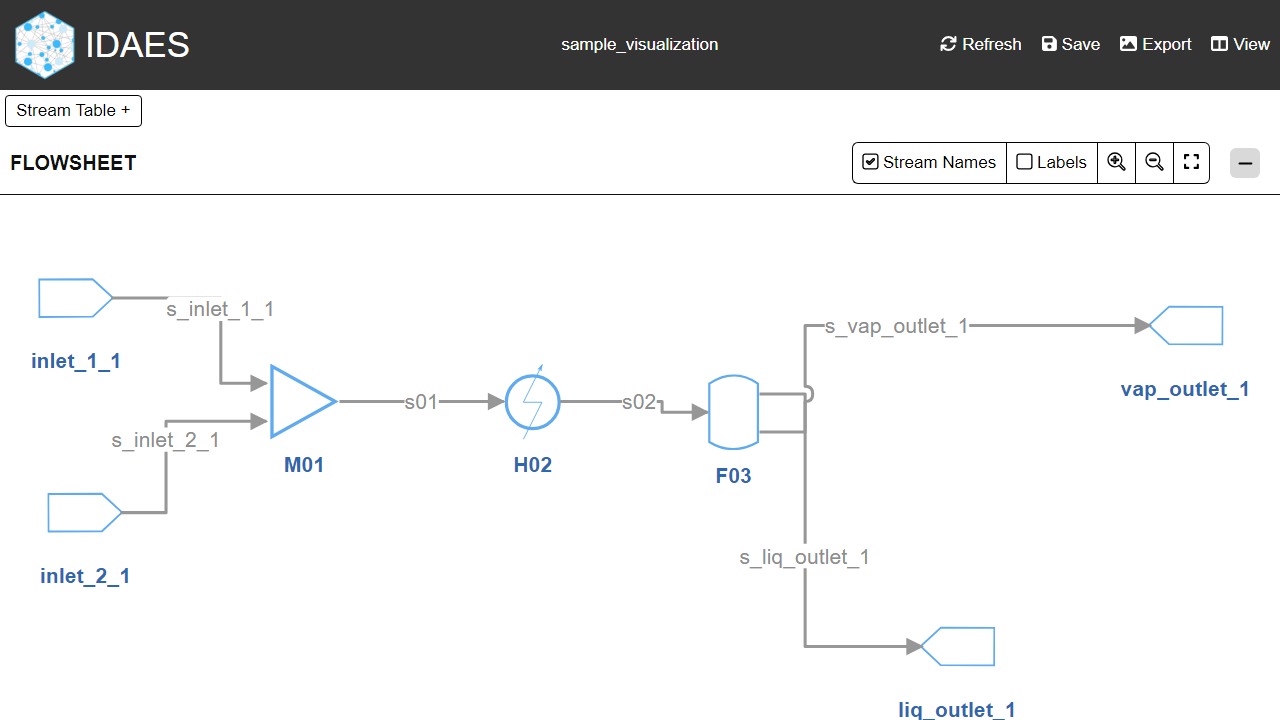 IDAES
sample_visualization
Refresh
Save
Export
View
Stream Table +
FLOWSHEET
Stream Names
Labels
s_inlet_1_1
inlet_1_1
s_vap_outlet_1
vap_outlet_1
s01
s02
s_inlet_2_1
M01
H02
F03
s_liq_outlet_1
inlet_2_1
liq_outlet_1